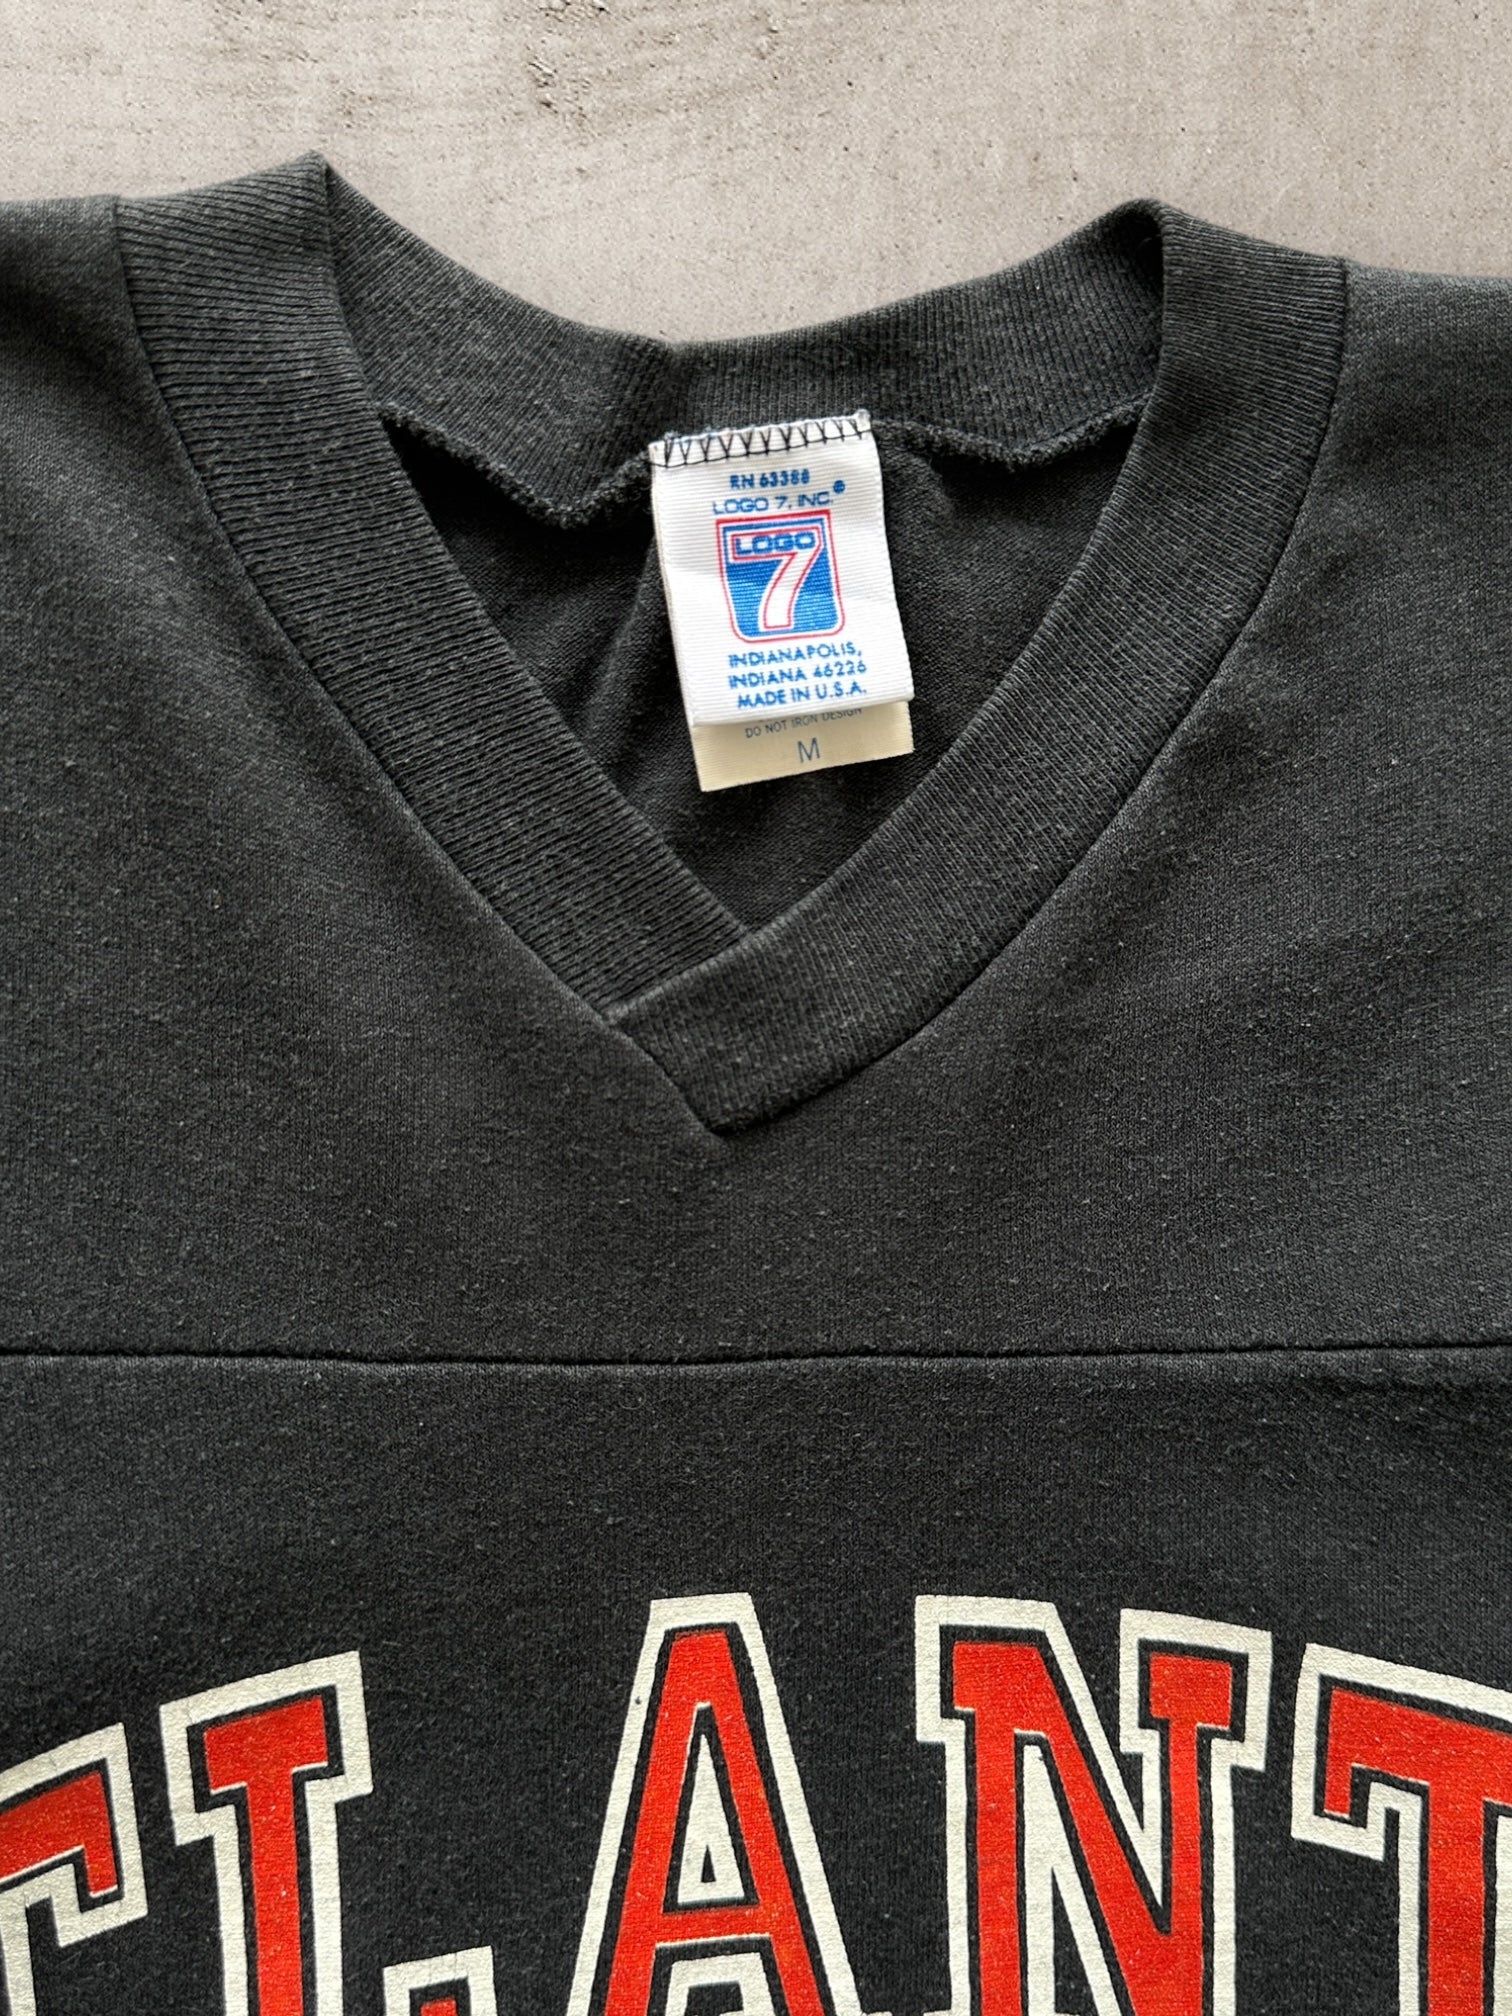 RN 63388
LOGO 7, INC.®
LOGO
7
INDIANAPOLIS,
INDIANA 46226
MADE IN U.S.A.
DO NOT IRON DESIGN
M
TLANT